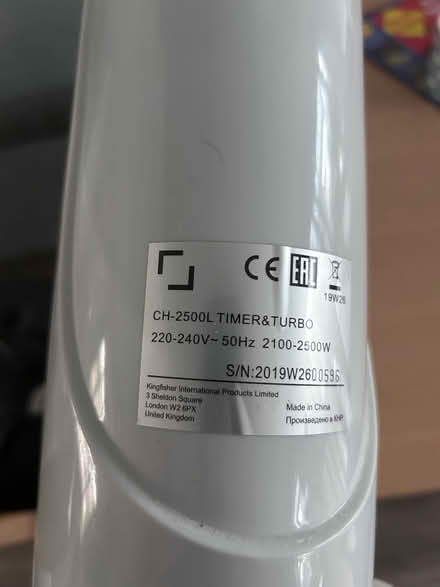 CE EAC
19W26
CH-2500L TIMER&TURBO
220-240V~ 50Hz 2100-2500W
S/N:2019W2600596
Kingfisher International Products Limited
3 Sheldon Square
London W2 6PX
United Kingdom
Made in China
Произведено в КНР